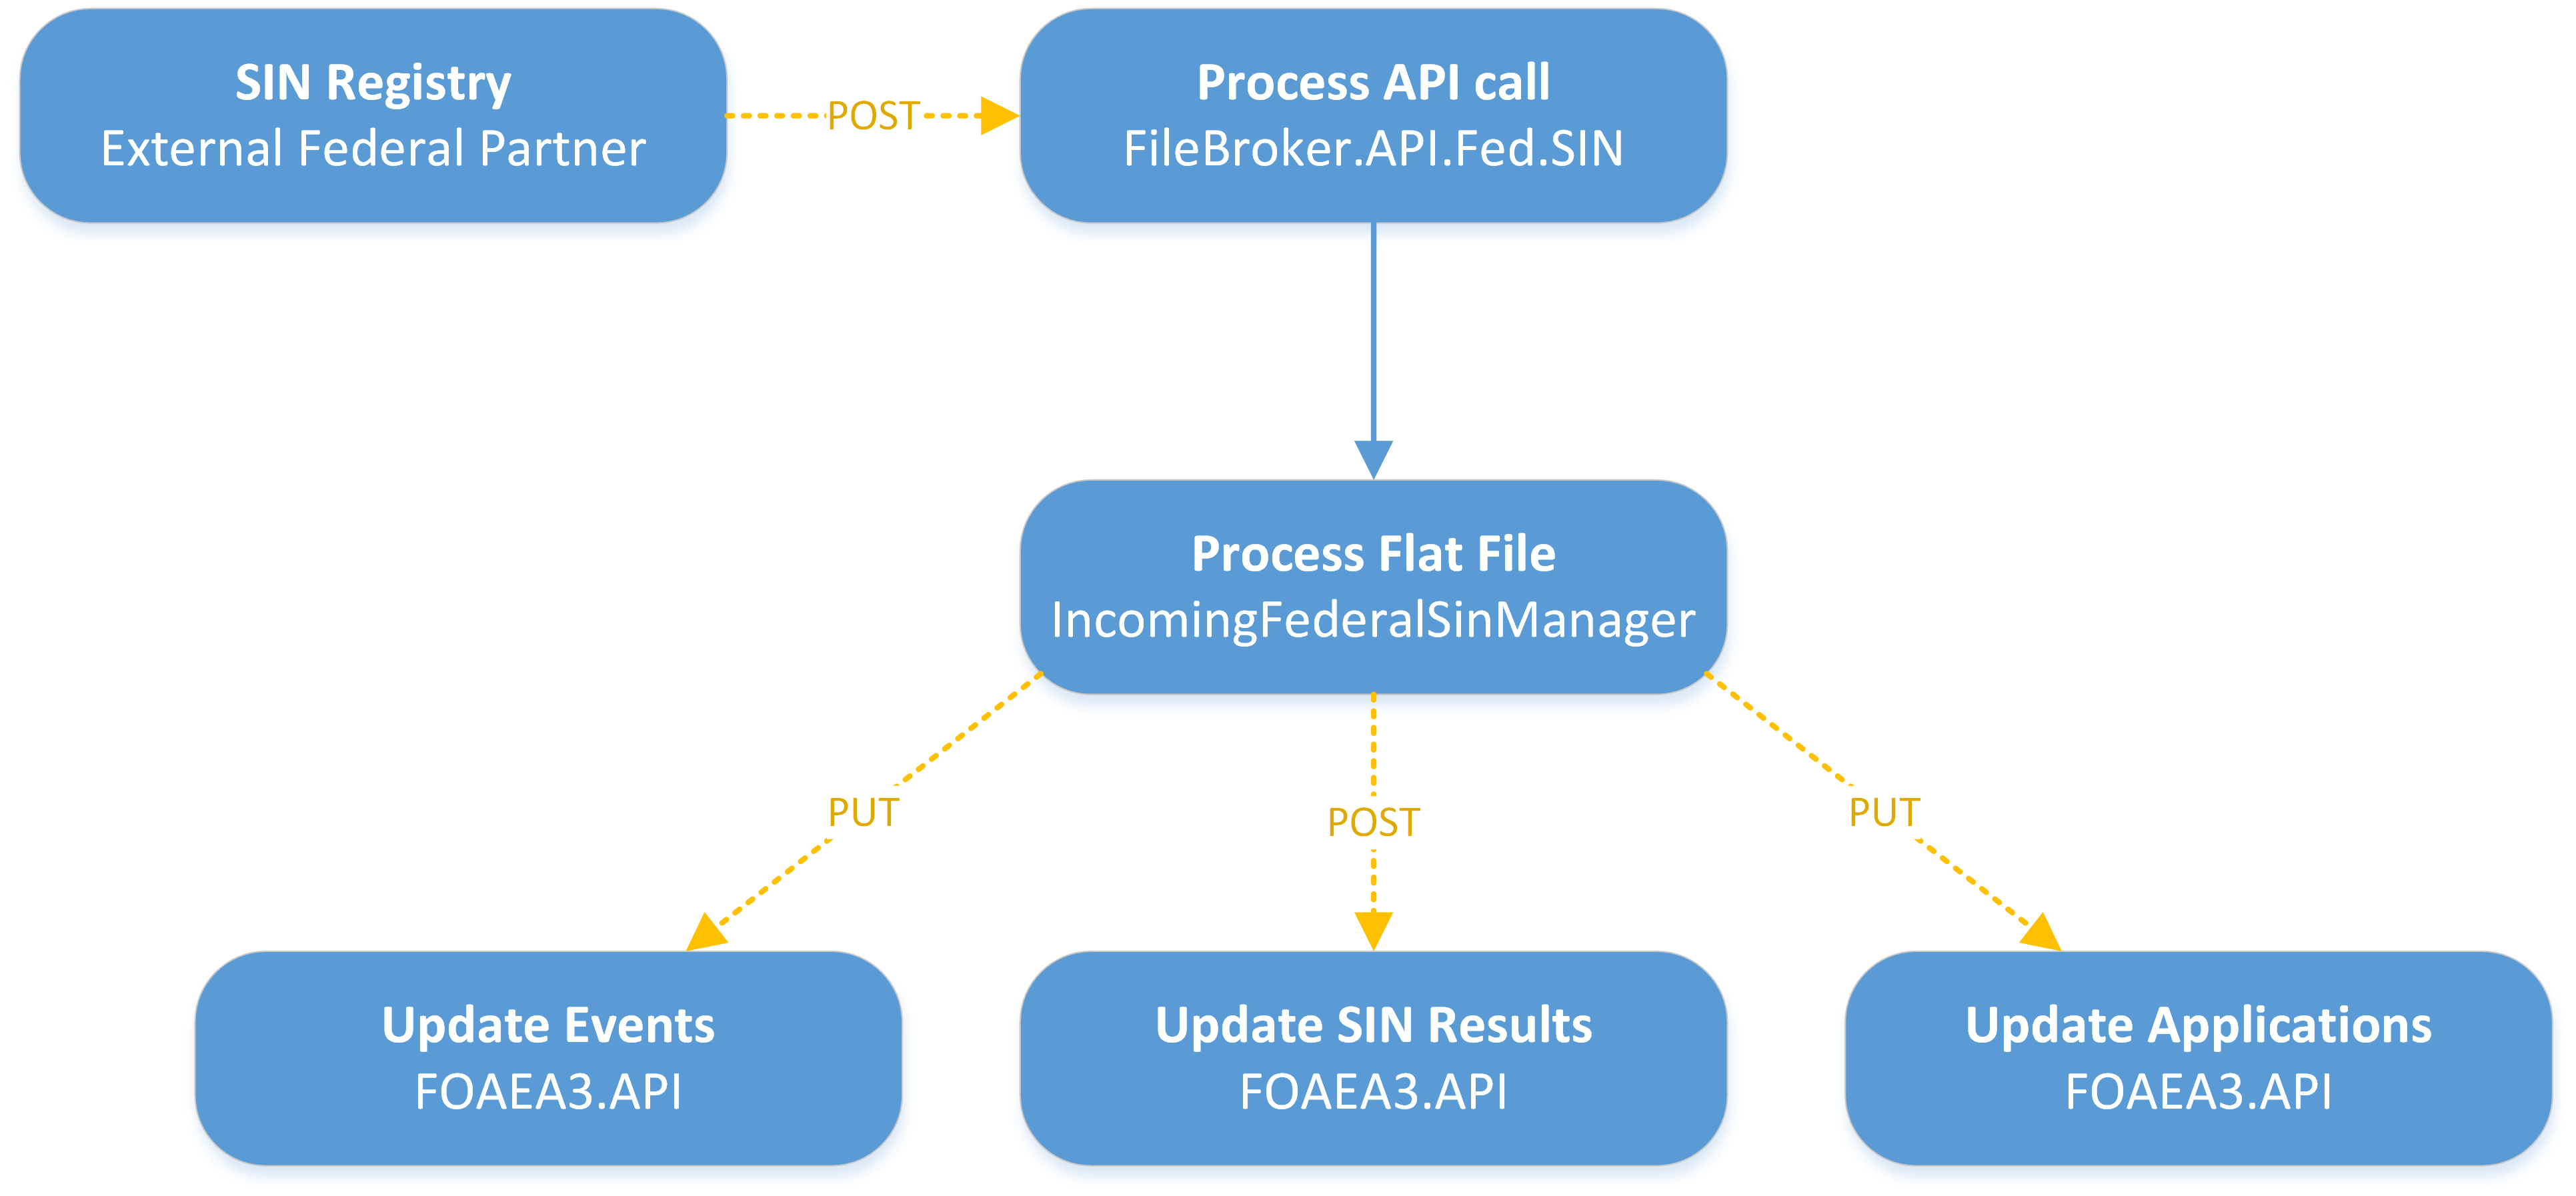 SIN Registry
External Federal Partner
POST
Process API call
FileBroker.API.Fed.SIN
Process Flat File
IncomingFederalSinManager
PUT
POST
PUT
Update Events
FOAEA3.API
Update SIN Results
FOAEA3.API
Update Applications
FOAEA3.API